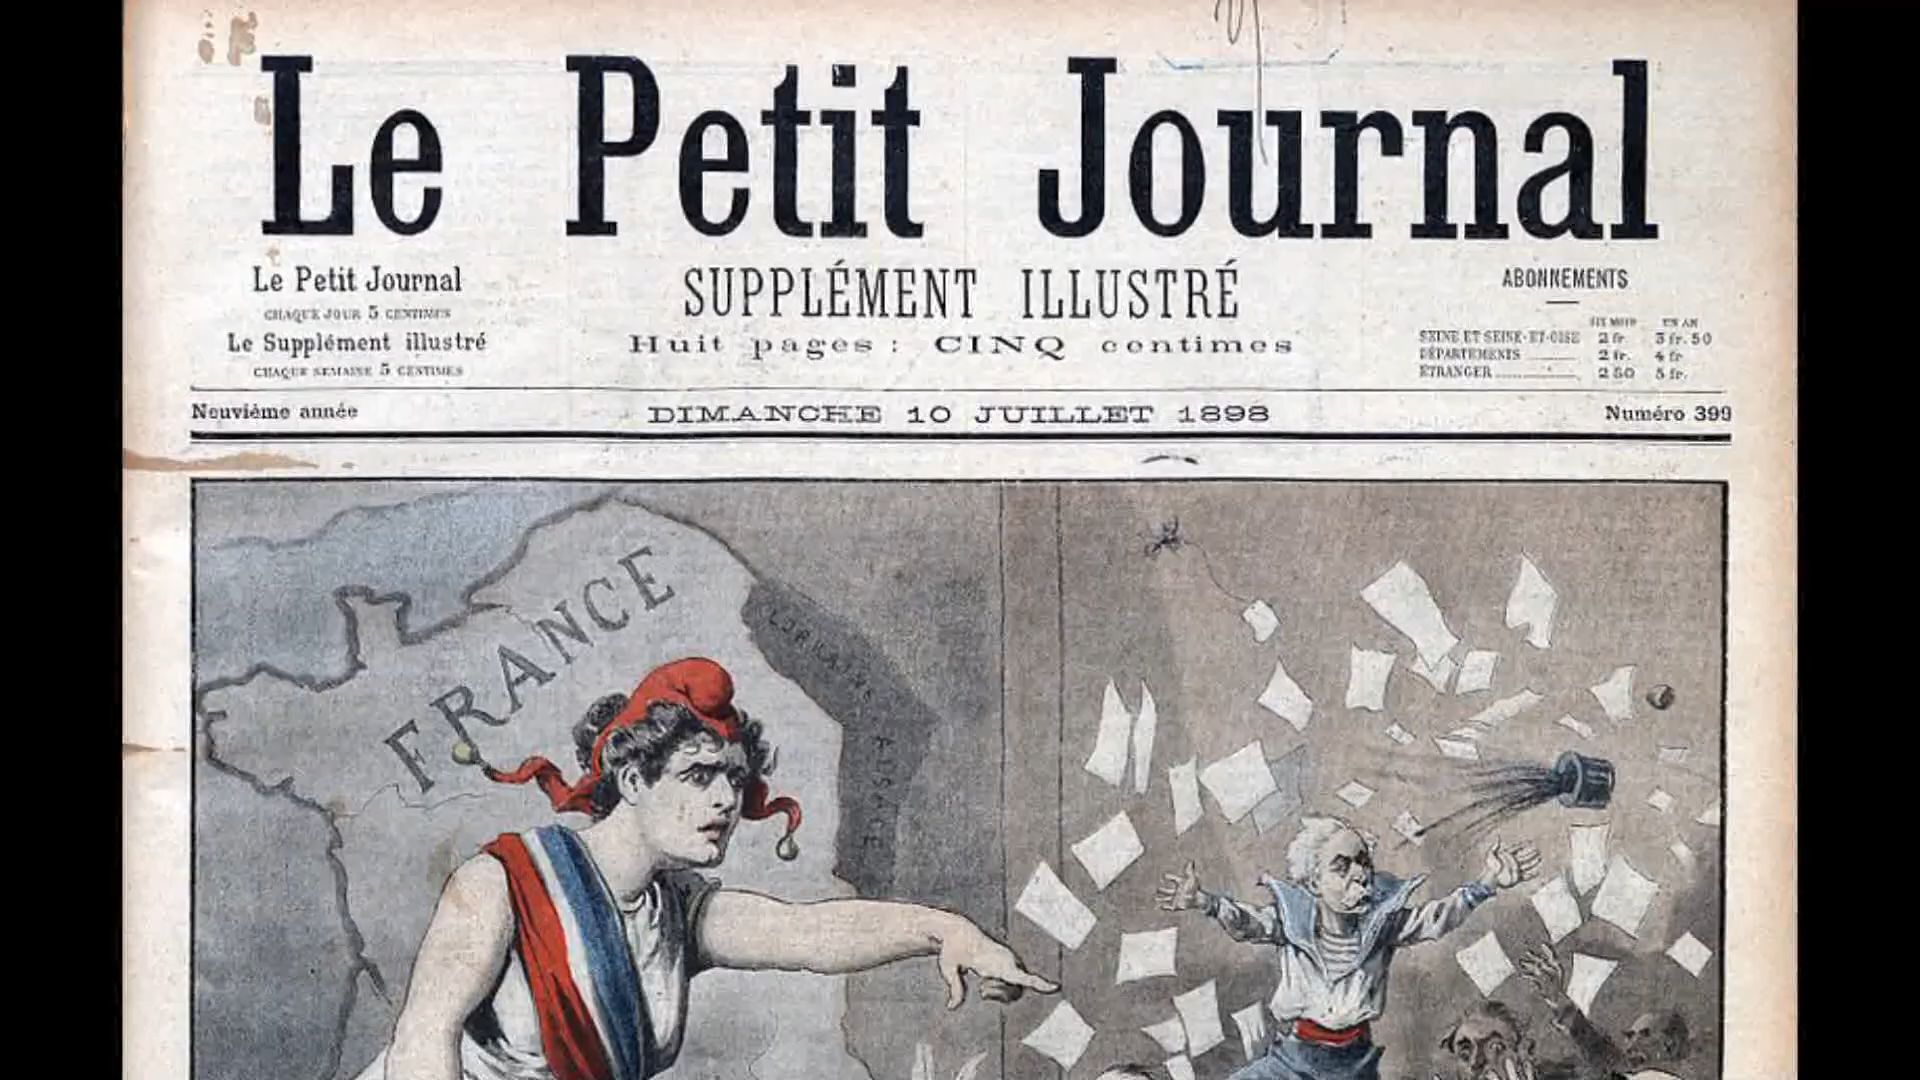 Le Petit Journal
Le Petit Journal
CHAQUE JOUR 5 CENTIMES
Le Supplément illustré
CHAQUE SEMAINE 5 CENTIMES
SUPPLÉMENT ILLUSTRÉ
Huit pages : CINQ centimes
ABONNEMENTS
SIX MOIS UN AN
SEINE ET SEINE-ET-OISE 2 fr 3 fr. 50
DÉPARTEMENTS 2 fr. 4 fr
ÉTRANGER 2 50 5 fr.
Neuvième année
DIMANCHE 10 JUILLET 1898
Numéro 399
FRANCE
LORRAINE
ALSACE